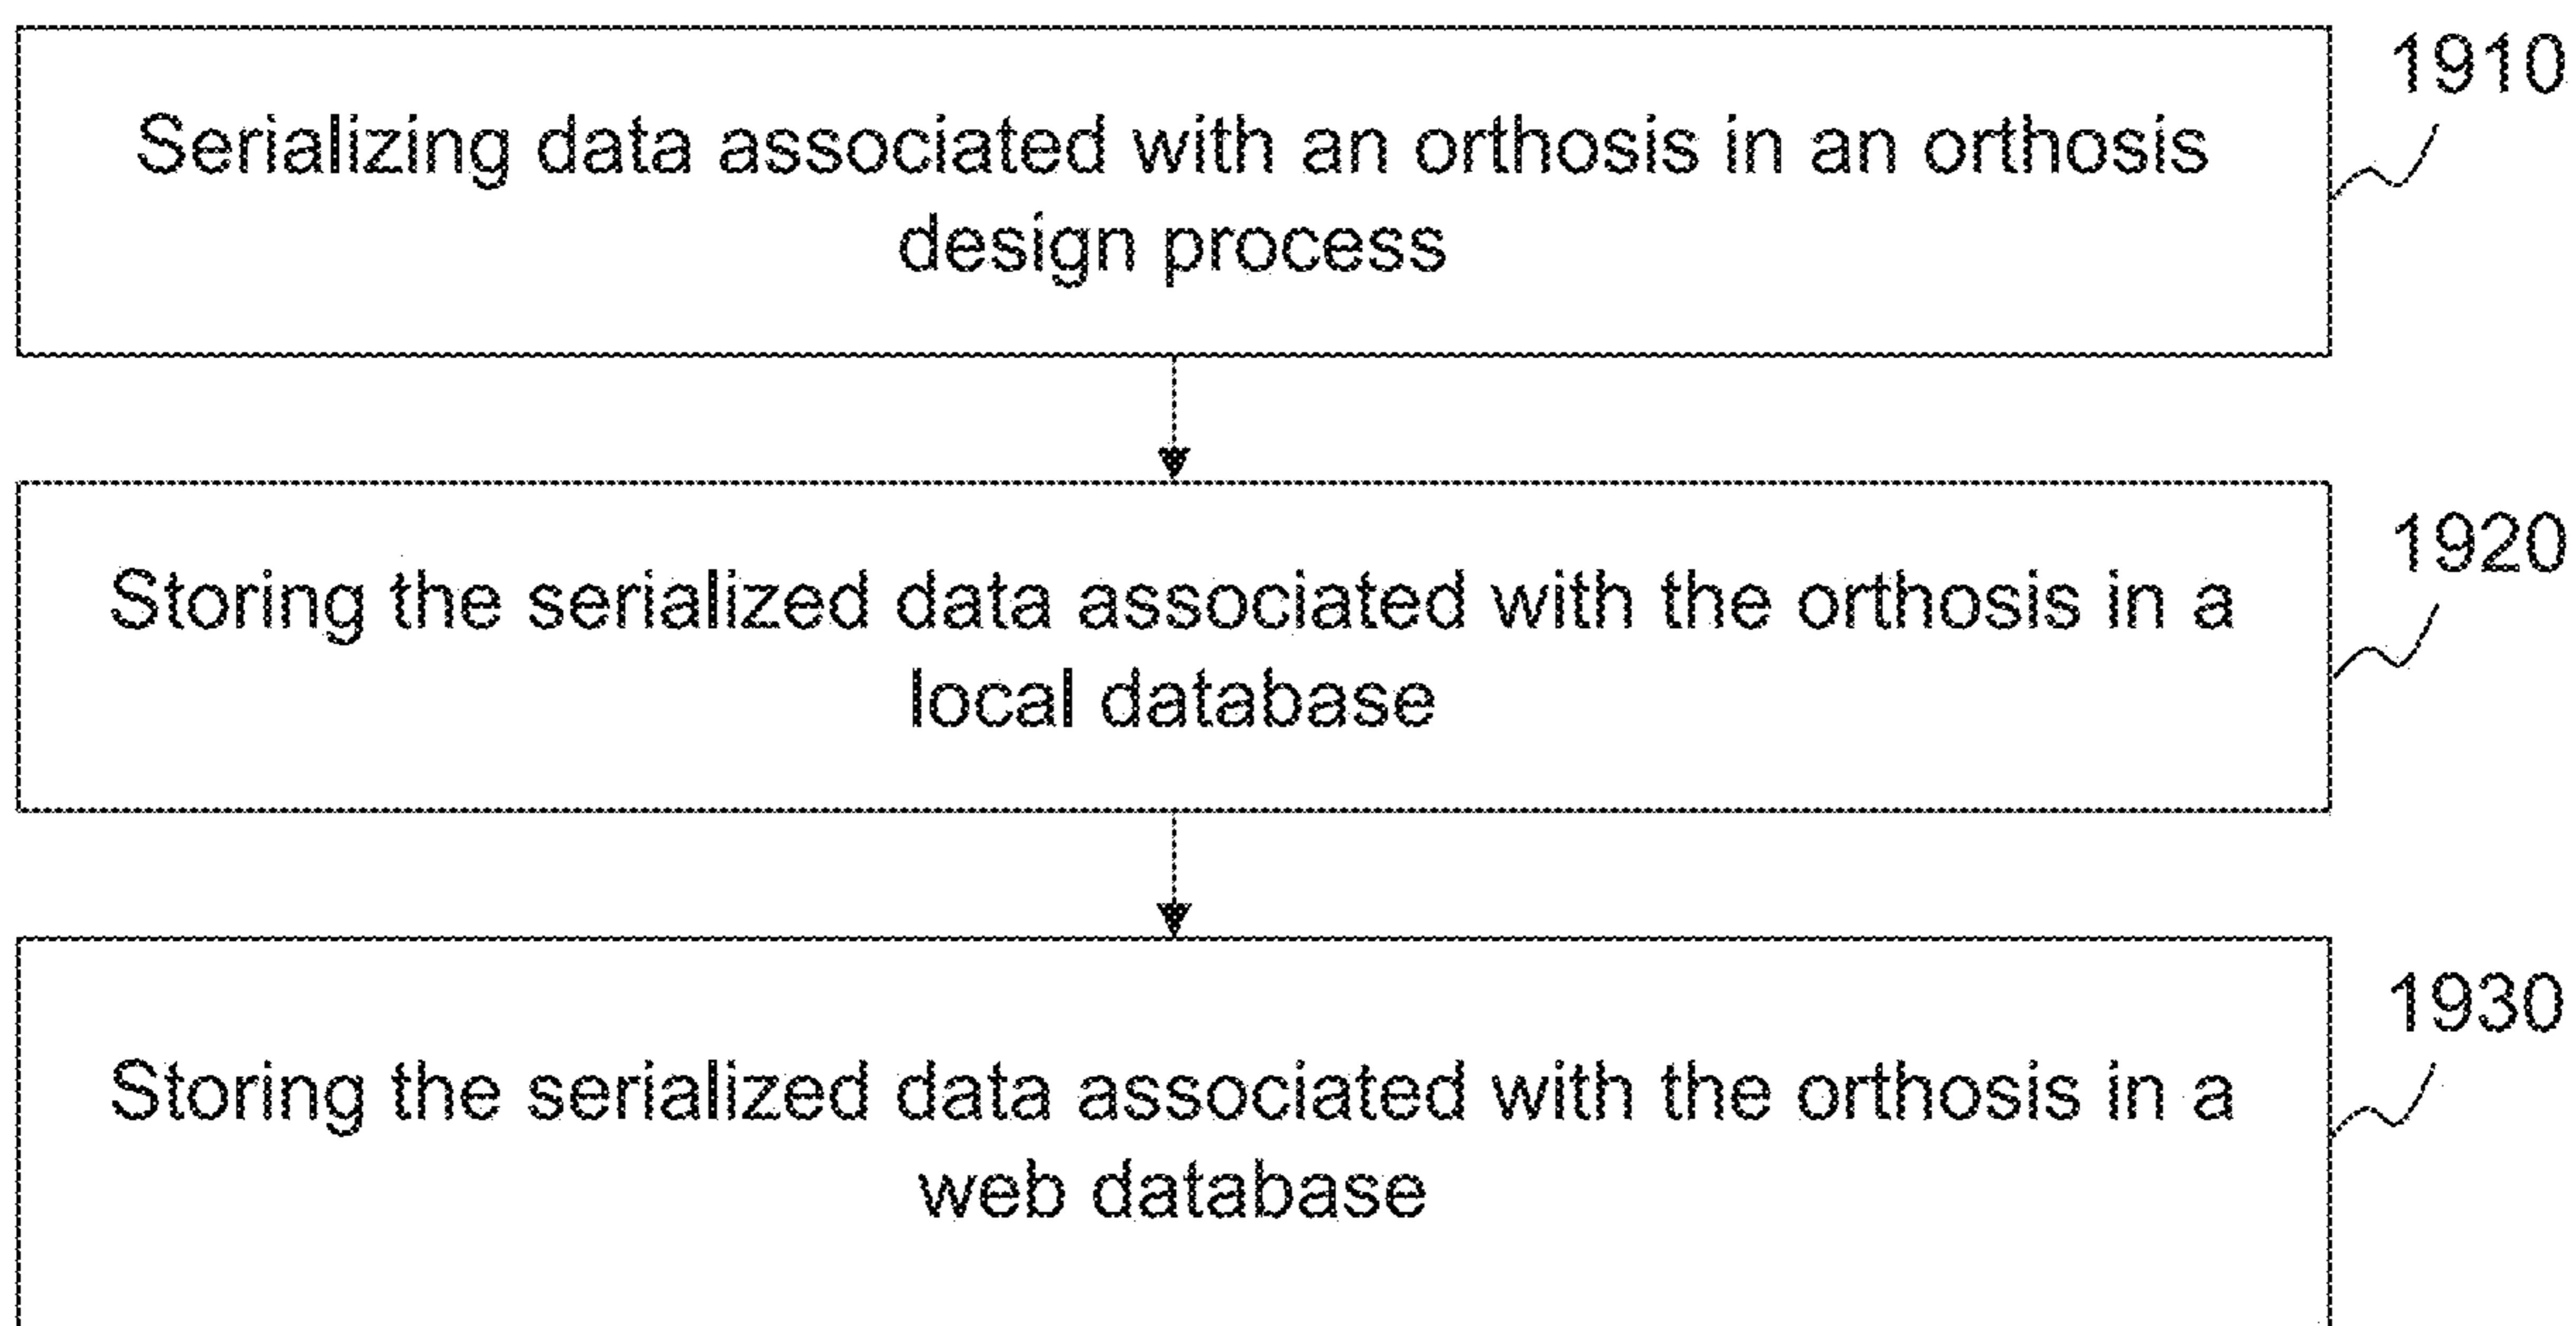 1910
Serializing data associated with an orthosis in an orthosis
design process
1920
Storing the serialized data associated with the orthosis in a
local database
1930
Storing the serialized data associated with the orthosis in a
web database